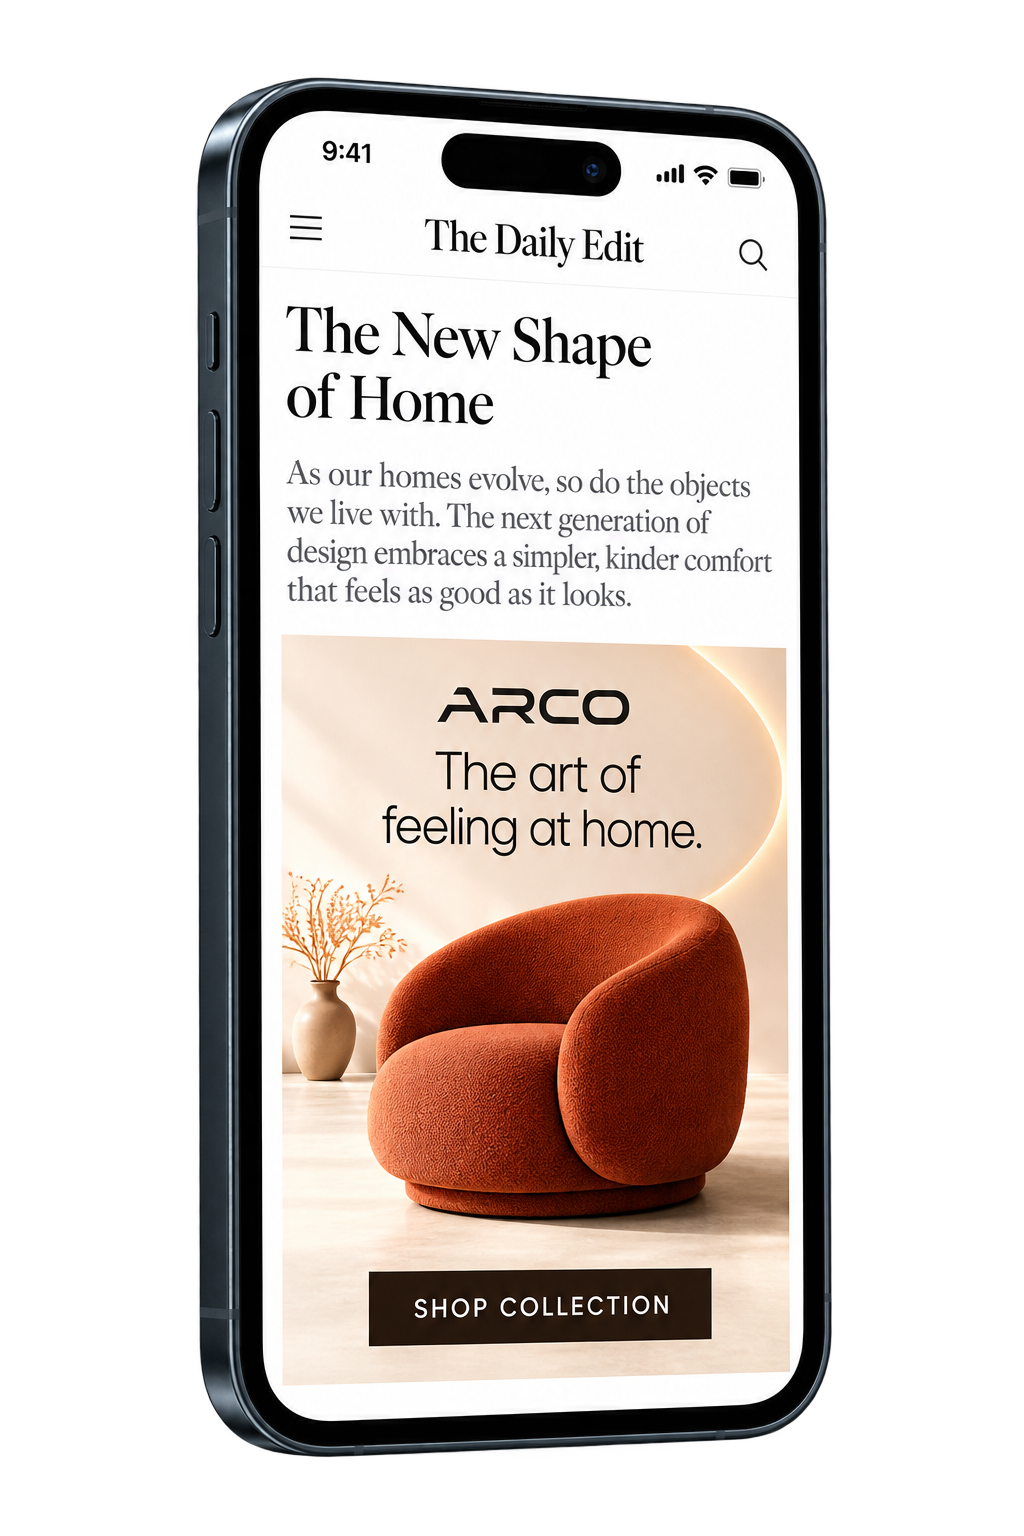 9:41
The Daily Edit
The New Shape
of Home
As our homes evolve, so do the objects
we live with. The next generation of
design embraces a simpler, kinder comfort
that feels as good as it looks.
ARCO
The art of
feeling at home.
SHOP COLLECTION